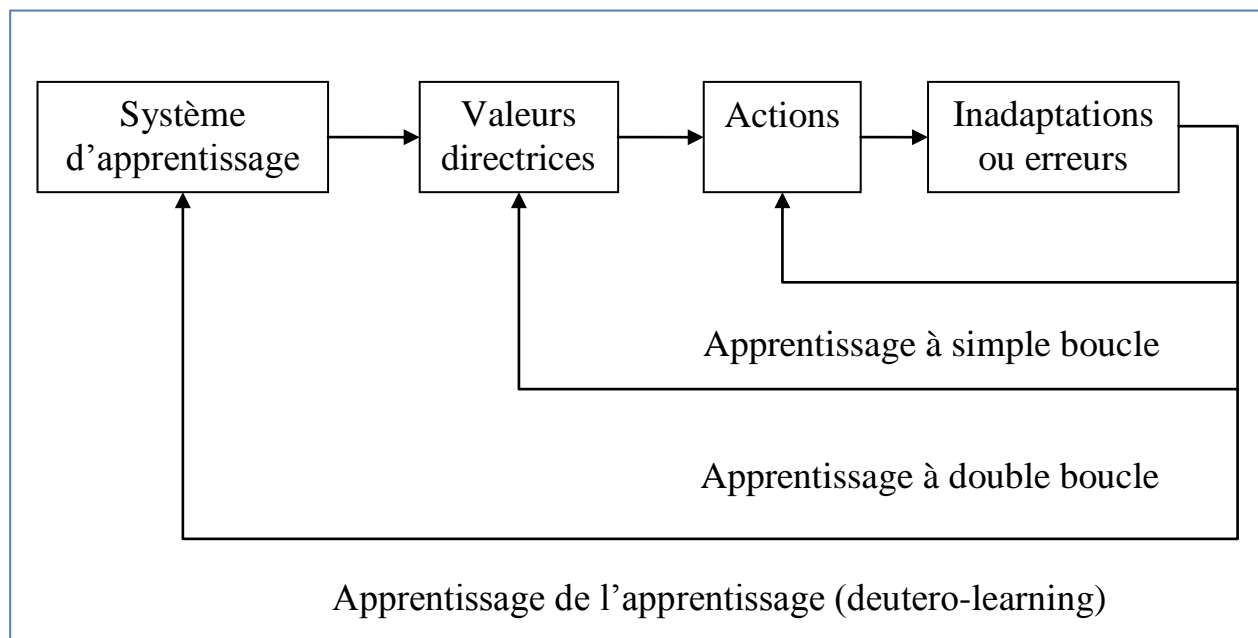 Système
d’apprentissage
Valeurs
directrices
Actions
Inadaptations
ou erreurs
Apprentissage à simple boucle
Apprentissage à double boucle
Apprentissage de l’apprentissage (deutero-learning)